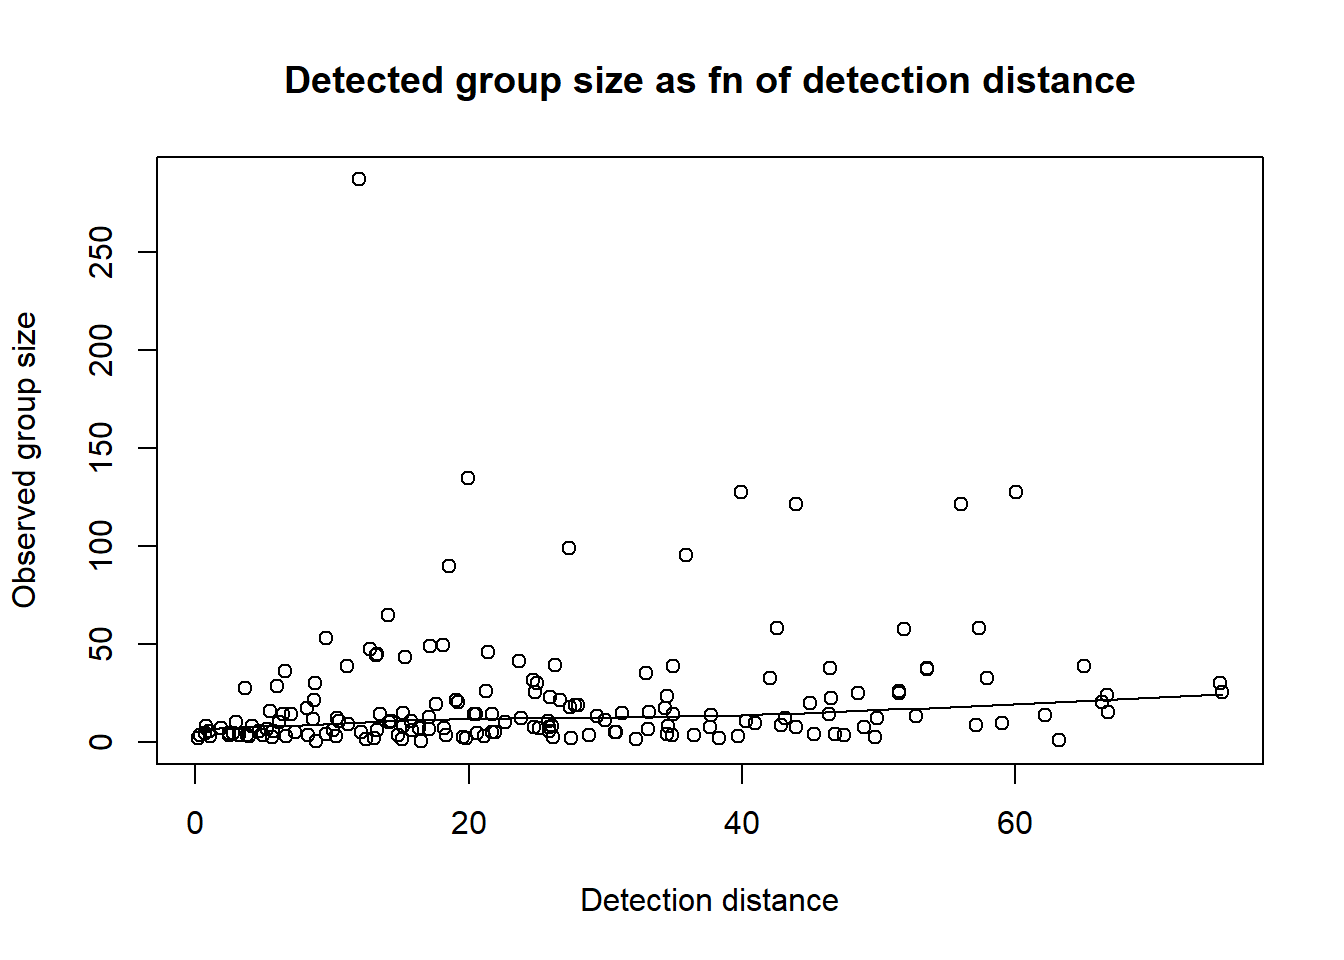 Detected group size as fn of detection distance
Observed group size
250
200
150
100
50
0
0 20 40 60
Detection distance